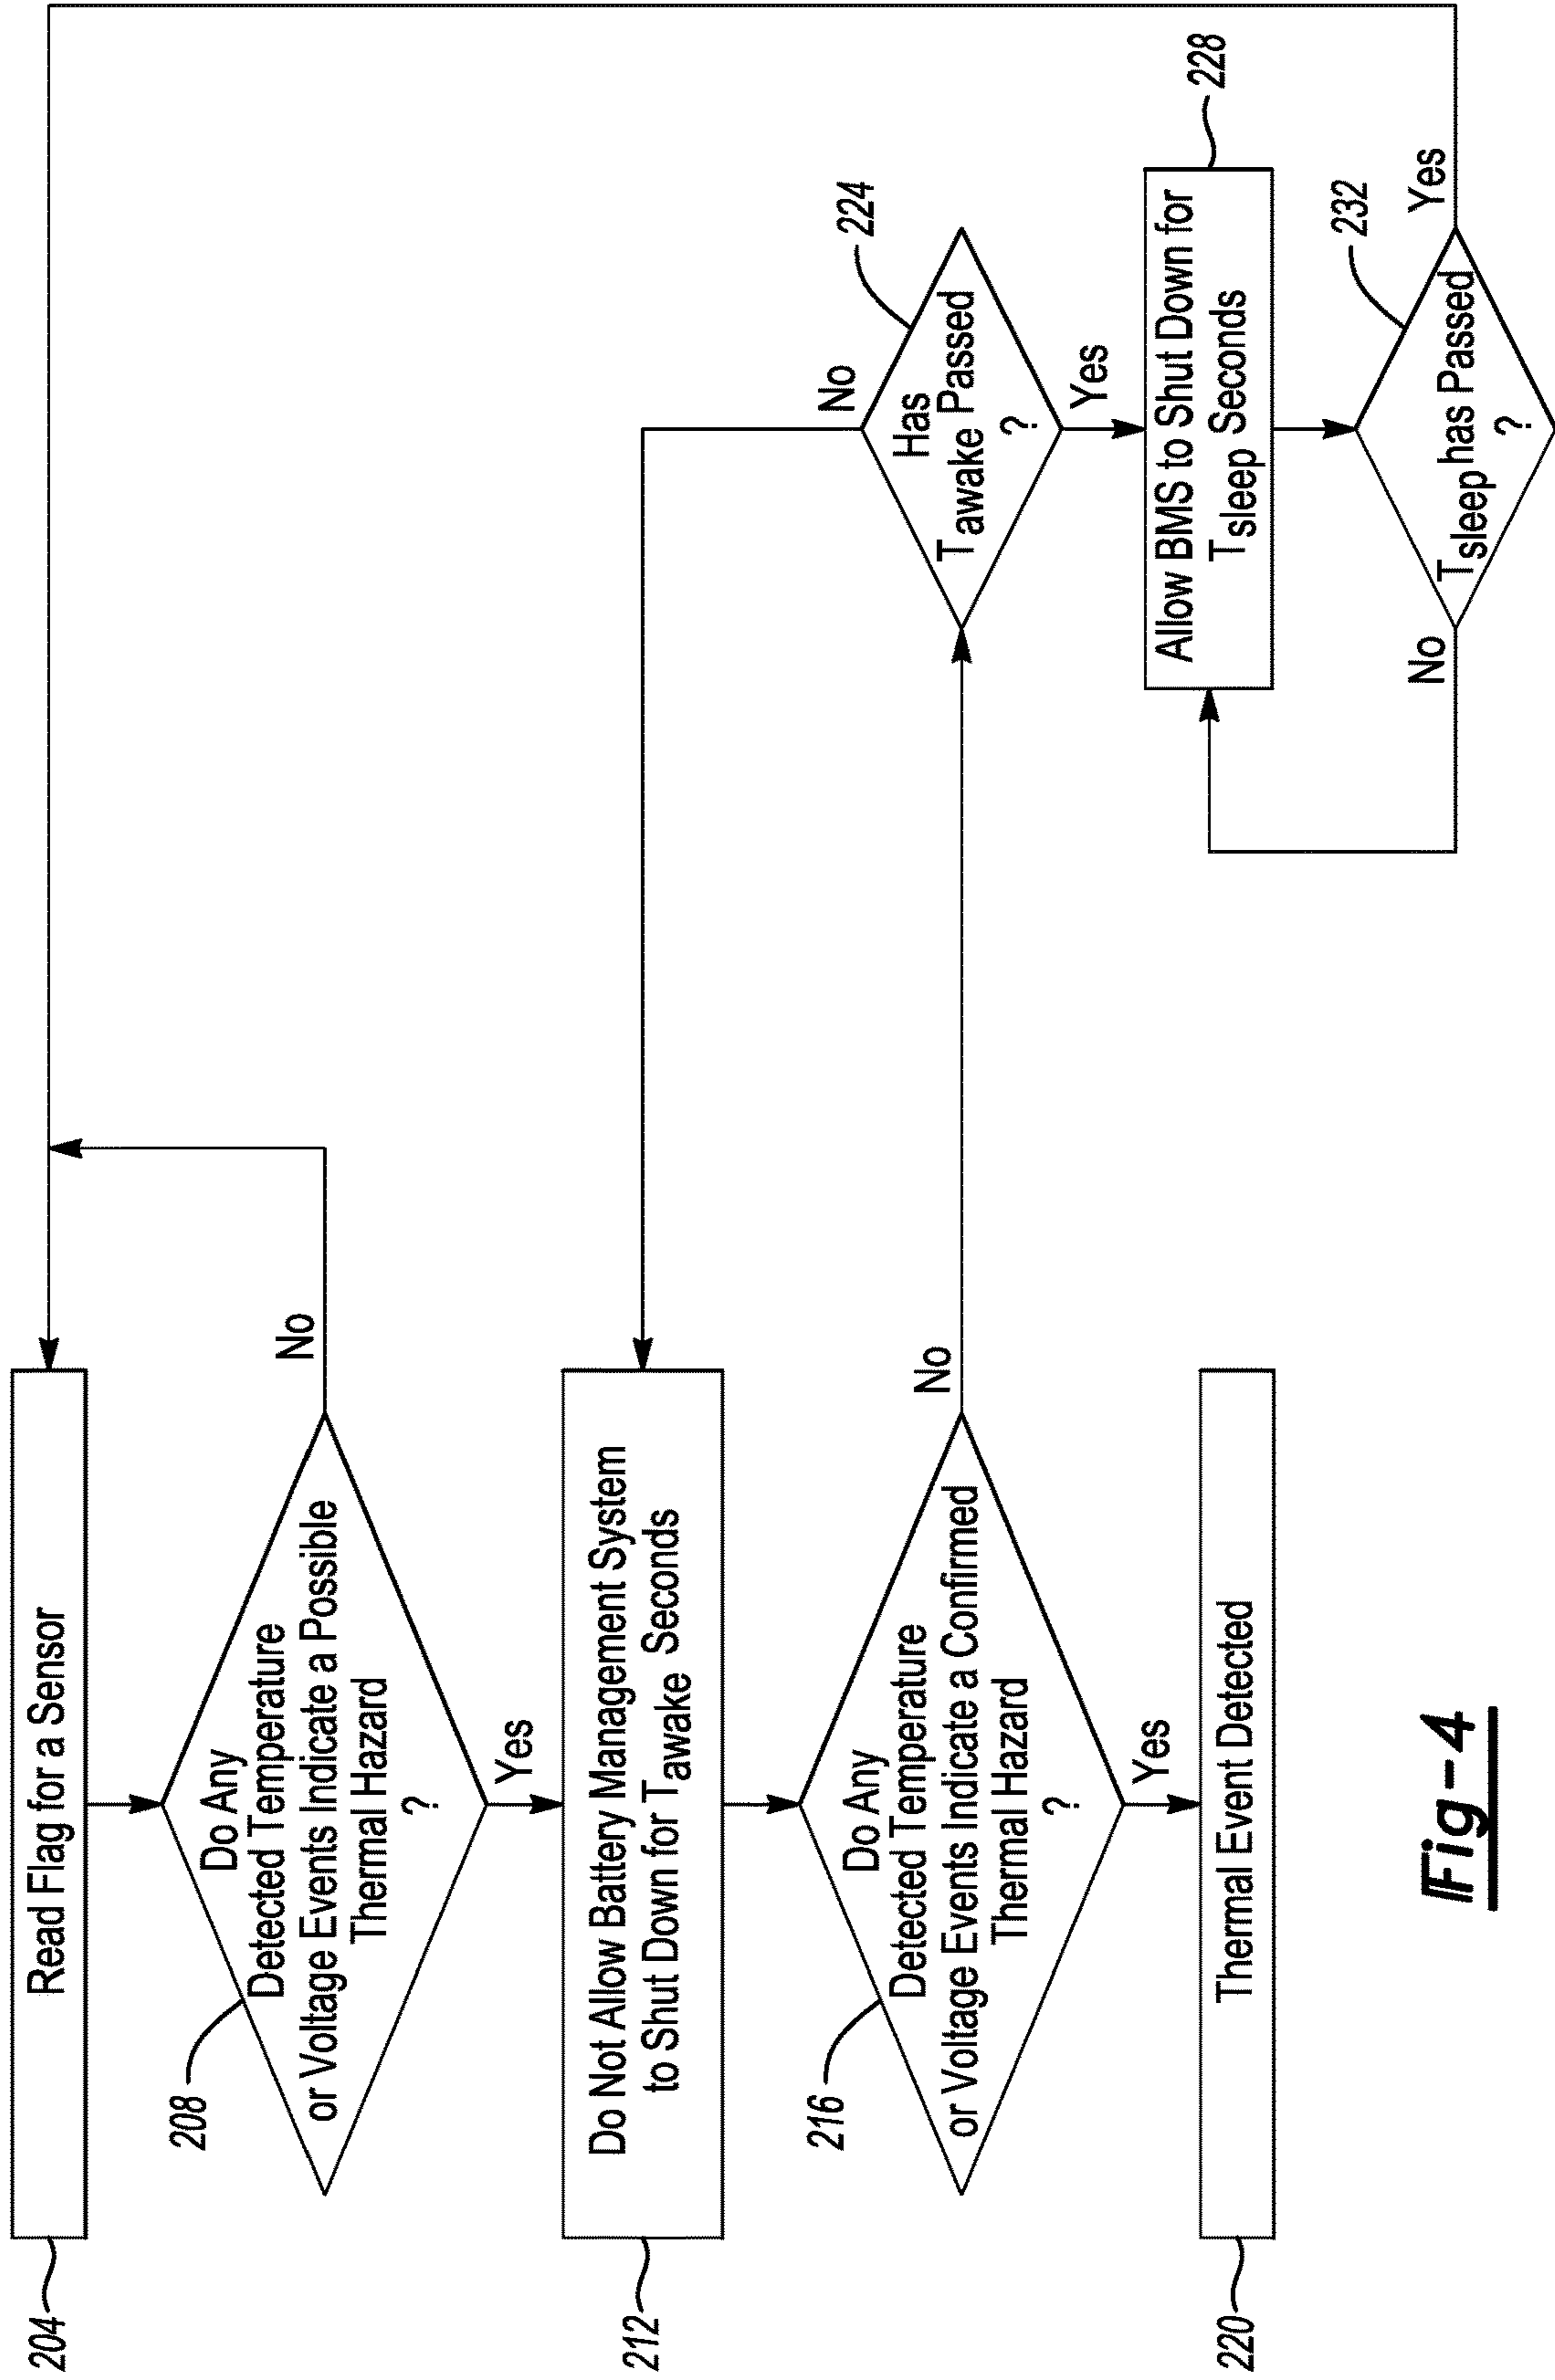 204
Read Flag for a Sensor
208
Do Any
Detected Temperature
or Voltage Events Indicate a Possible
Thermal Hazard
?
No
Yes
212
Do Not Allow Battery Management System
to Shut Down for Tawake Seconds
216
Do Any
Detected Temperature
or Voltage Events Indicate a Confirmed
Thermal Hazard
?
No
Yes
220
Thermal Event Detected
224
Has
Tawake Passed
?
No
Yes
228
Allow BMS to Shut Down for
Tsleep Seconds
232
Tsleep has Passed
?
No
Yes
Fig-4